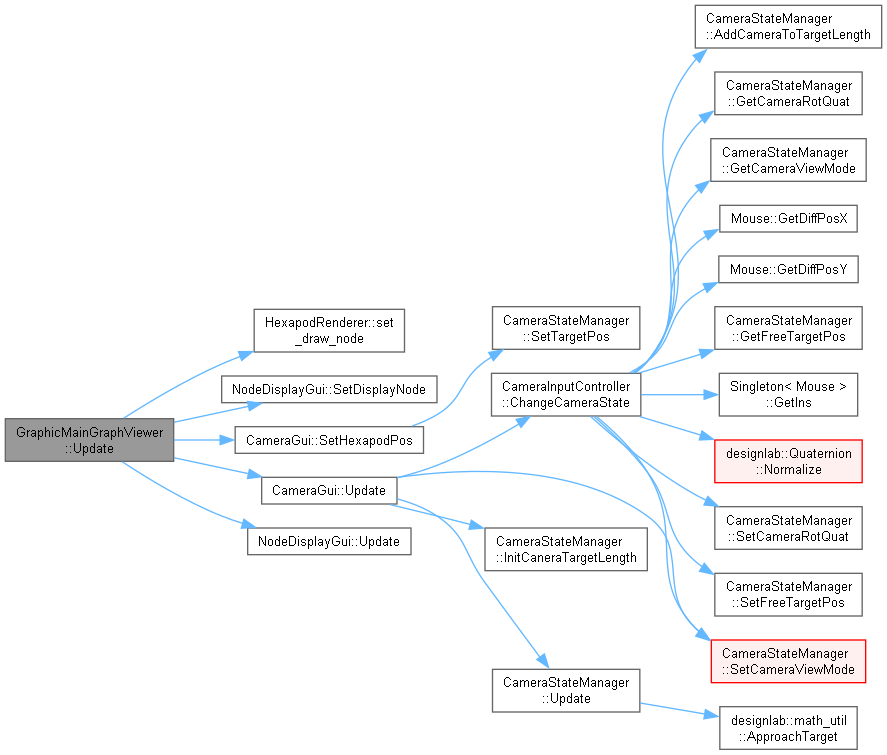 GraphicMainGraphViewer
::Update
HexapodRenderer::set
_draw_node
NodeDisplayGui::SetDisplayNode
CameraGui::SetHexapodPos
CameraGui::Update
NodeDisplayGui::Update
CameraStateManager
::SetTargetPos
CameraInputController
::ChangeCameraState
CameraStateManager
::InitCaneraTargetLength
CameraStateManager
::Update
CameraStateManager
::AddCameraToTargetLength
CameraStateManager
::GetCameraRotQuat
CameraStateManager
::GetCameraViewMode
Mouse::GetDiffPosX
Mouse::GetDiffPosY
CameraStateManager
::GetFreeTargetPos
Singleton< Mouse >
::GetIns
designlab::Quaternion
::Normalize
CameraStateManager
::SetCameraRotQuat
CameraStateManager
::SetFreeTargetPos
CameraStateManager
::SetCameraViewMode
designlab::math_util
::ApproachTarget